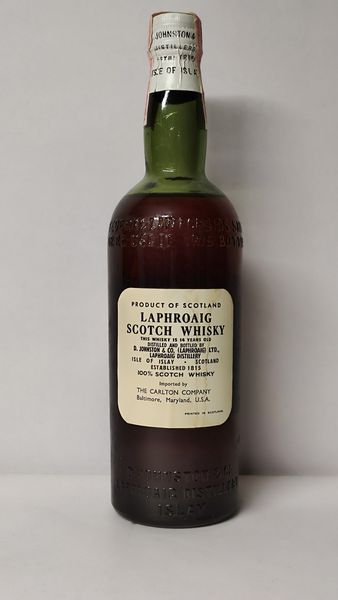 JOHNSTON &
DISTILLERY
ISLE OF ISLAY
PRODUCT OF SCOTLAND
LAPHROAIG
SCOTCH WHISKY
THIS WHISKY IS 14 YEARS OLD
DISTILLED AND BOTTLED BY
D. JOHNSTON & CO. (LAPHROAIG) LTD.,
LAPHROAIG DISTILLERY
ISLE OF ISLAY · SCOTLAND
ESTABLISHED 1815
100% SCOTCH WHISKY
Imported by
THE CARLTON COMPANY
Baltimore, Maryland, U.S.A.
PRINTED IN SCOTLAND
JOHNSTON & Co
LAPHROAIG DISTILLERY
ISLAY